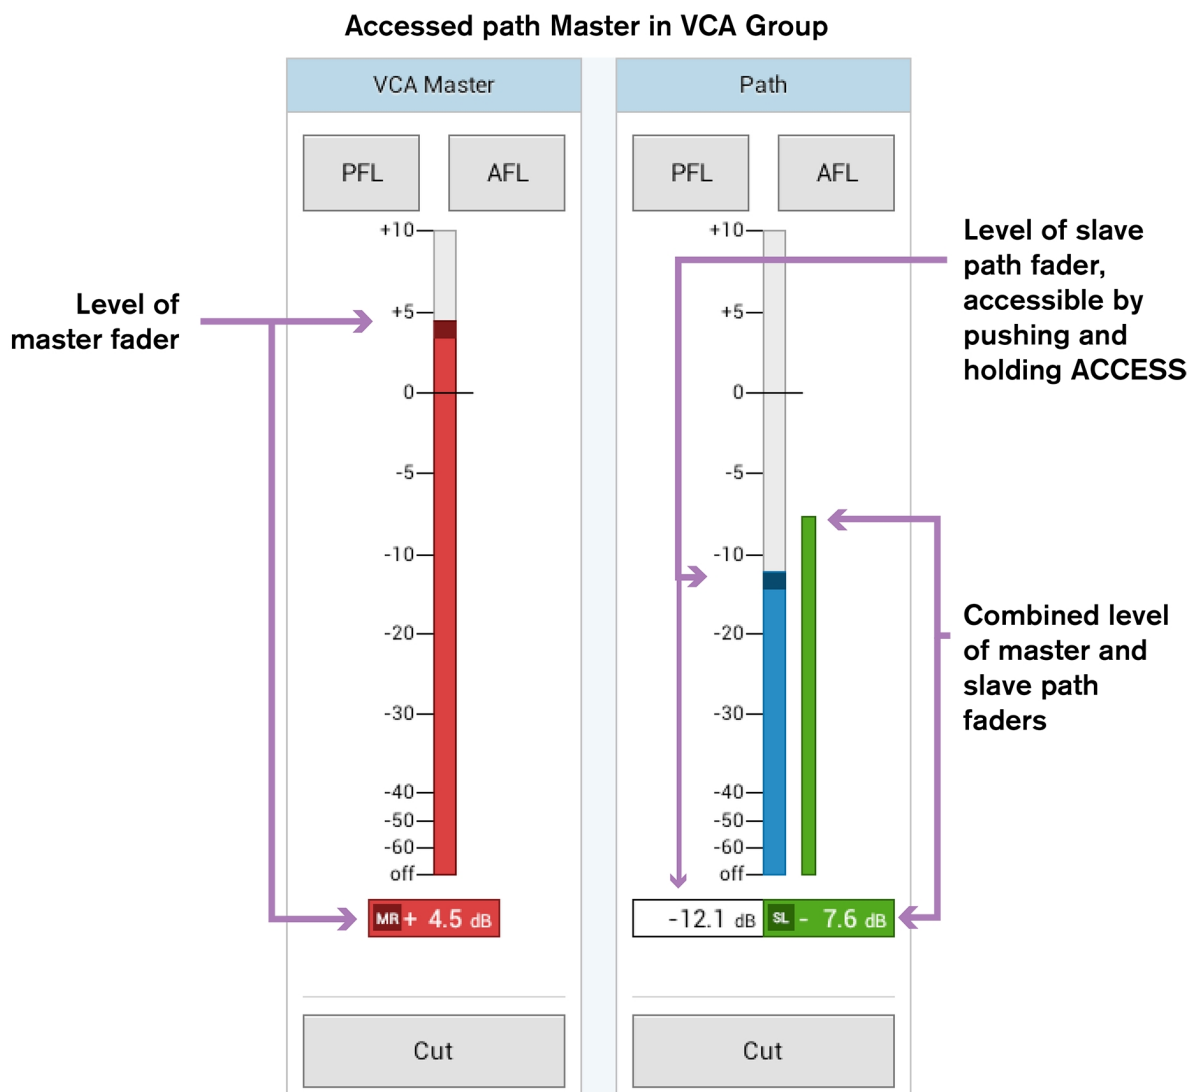 Accessed path Master in VCA Group
VCA Master
Path
PFL
AFL
PFL
AFL
Level of
master fader
+10
+5
0
-5
-10
-20
-30
-40
-50
-60
off
+10
+5
0
-5
-10
-20
-30
-40
-50
-60
off
Level of slave
path fader,
accessible by
pushing and
holding ACCESS
Combined level
of master and
slave path
faders
MR + 4.5 dB
-12.1 dB
SL - 7.6 dB
Cut
Cut